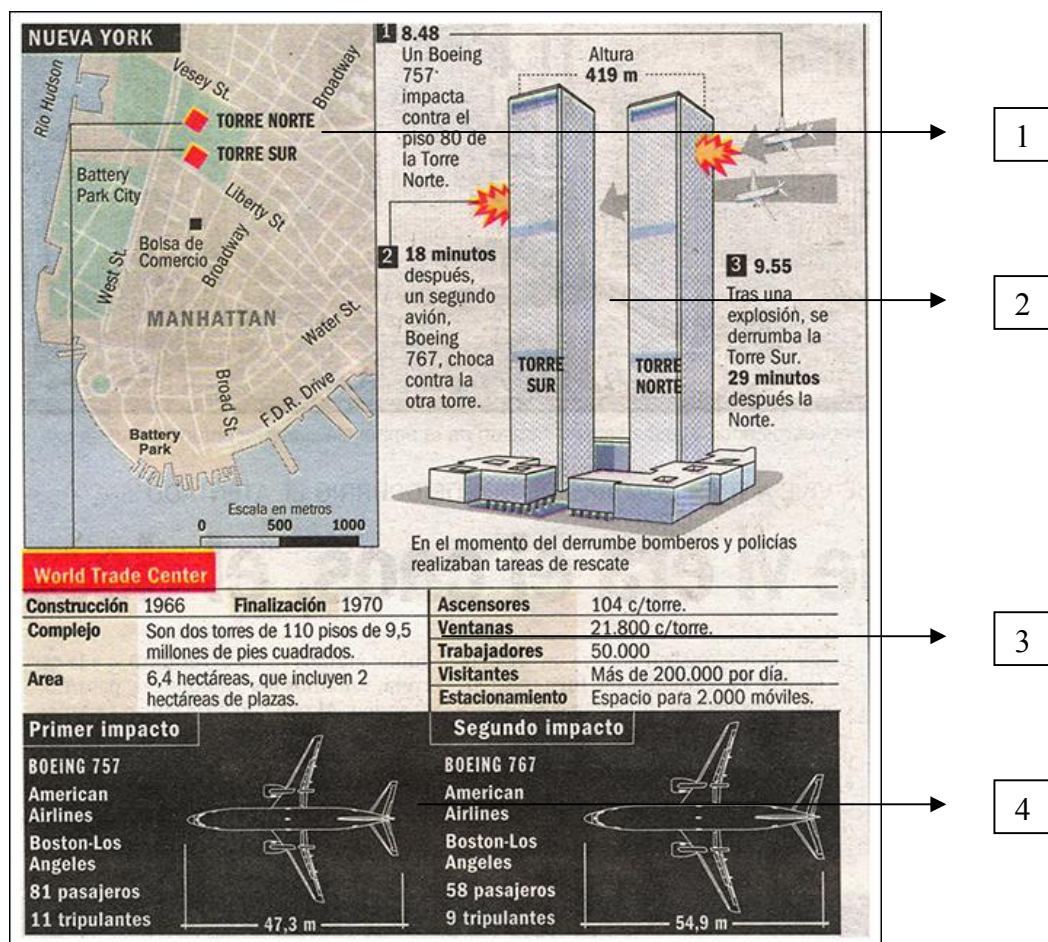 NUEVA YORK
Río Hudson
Vesey St.
Broadway
TORRE NORTE
TORRE SUR
Battery
Park City
Liberty St
Bolsa de
Comercio
Broadway
West St.
MANHATTAN
Water St.
Broad St.
F.D.R. Drive
Battery
Park
Escala en metros
0 500 1000
1 8.48
Un Boeing
757
impacta
contra el
piso 80 de
la Torre
Norte.
Altura
419 m
2 18 minutos
después,
un segundo
avión,
Boeing
767, choca
contra la
otra torre.
TORRE
SUR
TORRE
NORTE
3 9.55
Tras una
explosión, se
derrumba la
Torre Sur.
29 minutos
después la
Norte.
En el momento del derrumbe bomberos y policías
realizaban tareas de rescate
World Trade Center
Construcción 1966 Finalización 1970
Complejo Son dos torres de 110 pisos de 9,5
millones de pies cuadrados.
Area 6,4 hectáreas, que incluyen 2
hectáreas de plazas.
Ascensores 104 c/torre.
Ventanas 21.800 c/torre.
Trabajadores 50.000
Visitantes Más de 200.000 por día.
Estacionamiento Espacio para 2.000 móviles.
Primer impacto
BOEING 757
American
Airlines
Boston-Los
Angeles
81 pasajeros
11 tripulantes
47,3 m
Segundo impacto
BOEING 767
American
Airlines
Boston-Los
Angeles
58 pasajeros
9 tripulantes
54,9 m
1
2
3
4